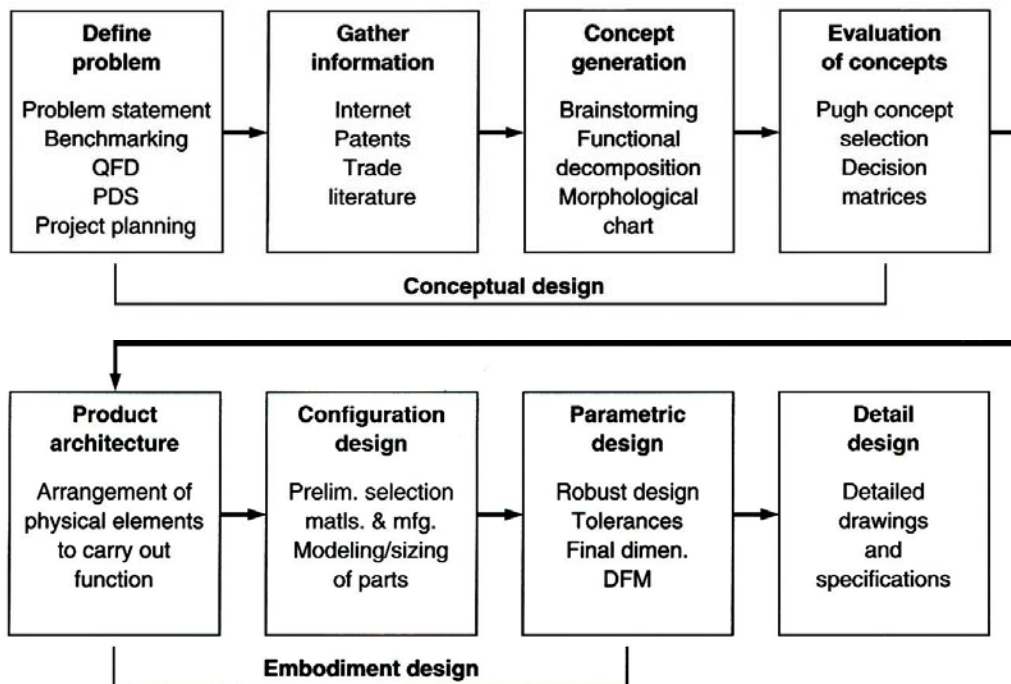 Define
problem
Problem statement
Benchmarking
QFD
PDS
Project planning
Gather
information
Internet
Patents
Trade
literature
Concept
generation
Brainstorming
Functional
decomposition
Morphological
chart
Evaluation
of concepts
Pugh concept
selection
Decision
matrices
Conceptual design
Product
architecture
Arrangement of
physical elements
to carry out
function
Configuration
design
Prelim. selection
matls. & mfg.
Modeling/sizing
of parts
Parametric
design
Robust design
Tolerances
Final dimen.
DFM
Detail
design
Detailed
drawings
and
specifications
Embodiment design